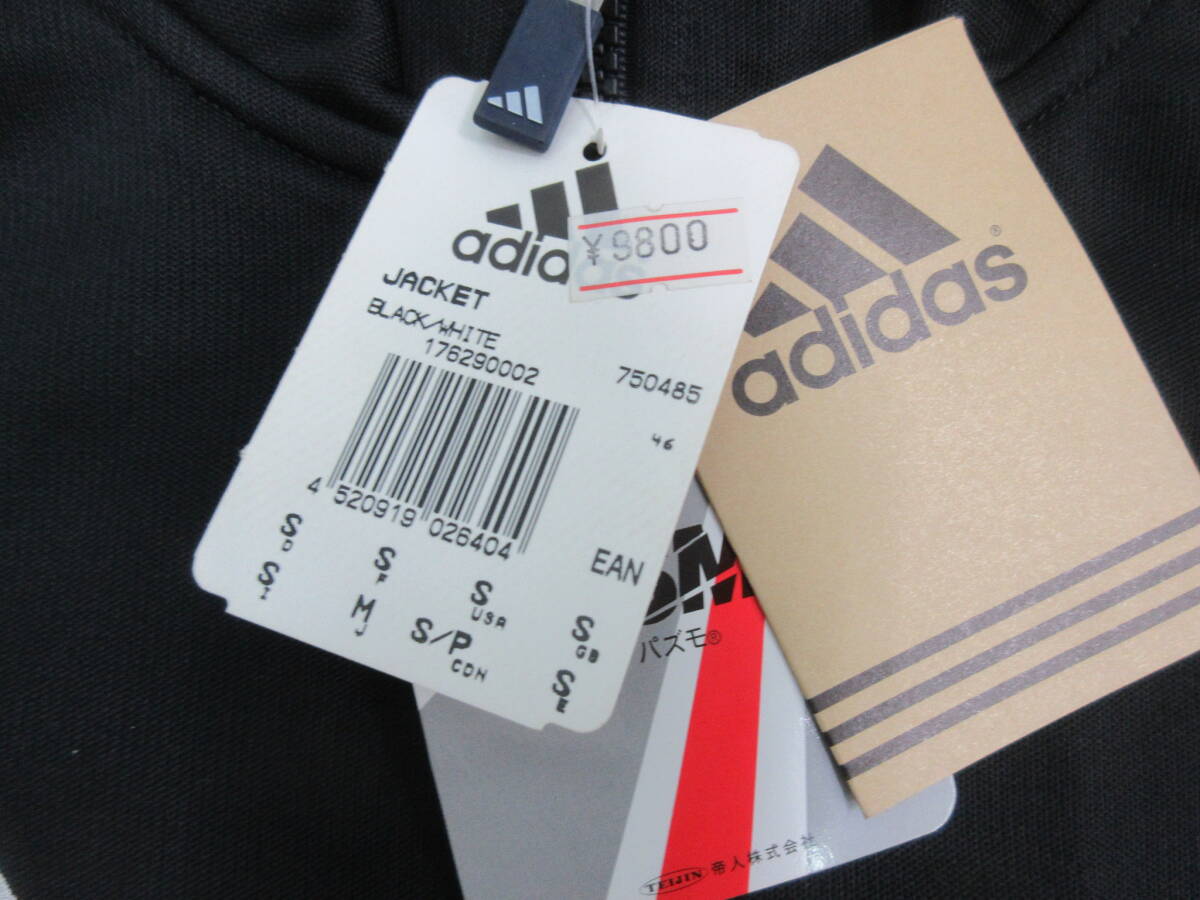 adidas
¥9800
JACKET
BLACK/WHITE
176290002 750485
46
4 520919 026404
EAN
S D
S F
S USA
S GB
S I
M J
S/P CDN
S E
adidas®
パズモ®
TEIJIN 帝人株式会社